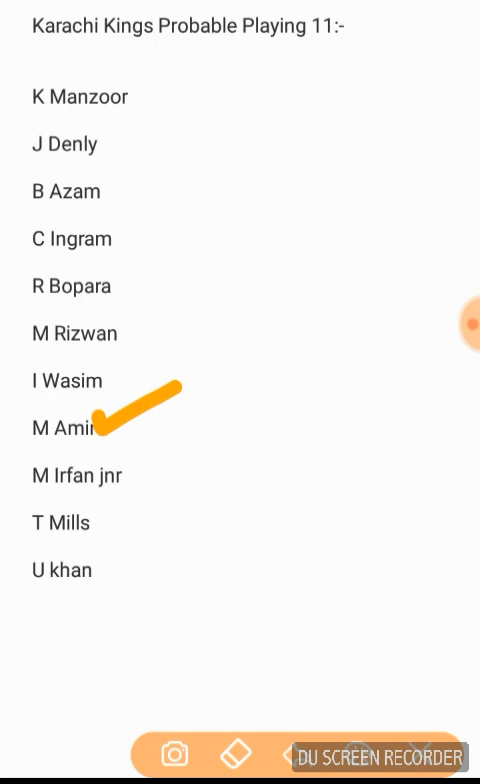 Karachi Kings Probable Playing 11:-
K Manzoor
J Denly
B Azam
C Ingram
R Bopara
M Rizwan
I Wasim
M Amir
M Irfan jnr
T Mills
U khan
DU SCREEN RECORDER